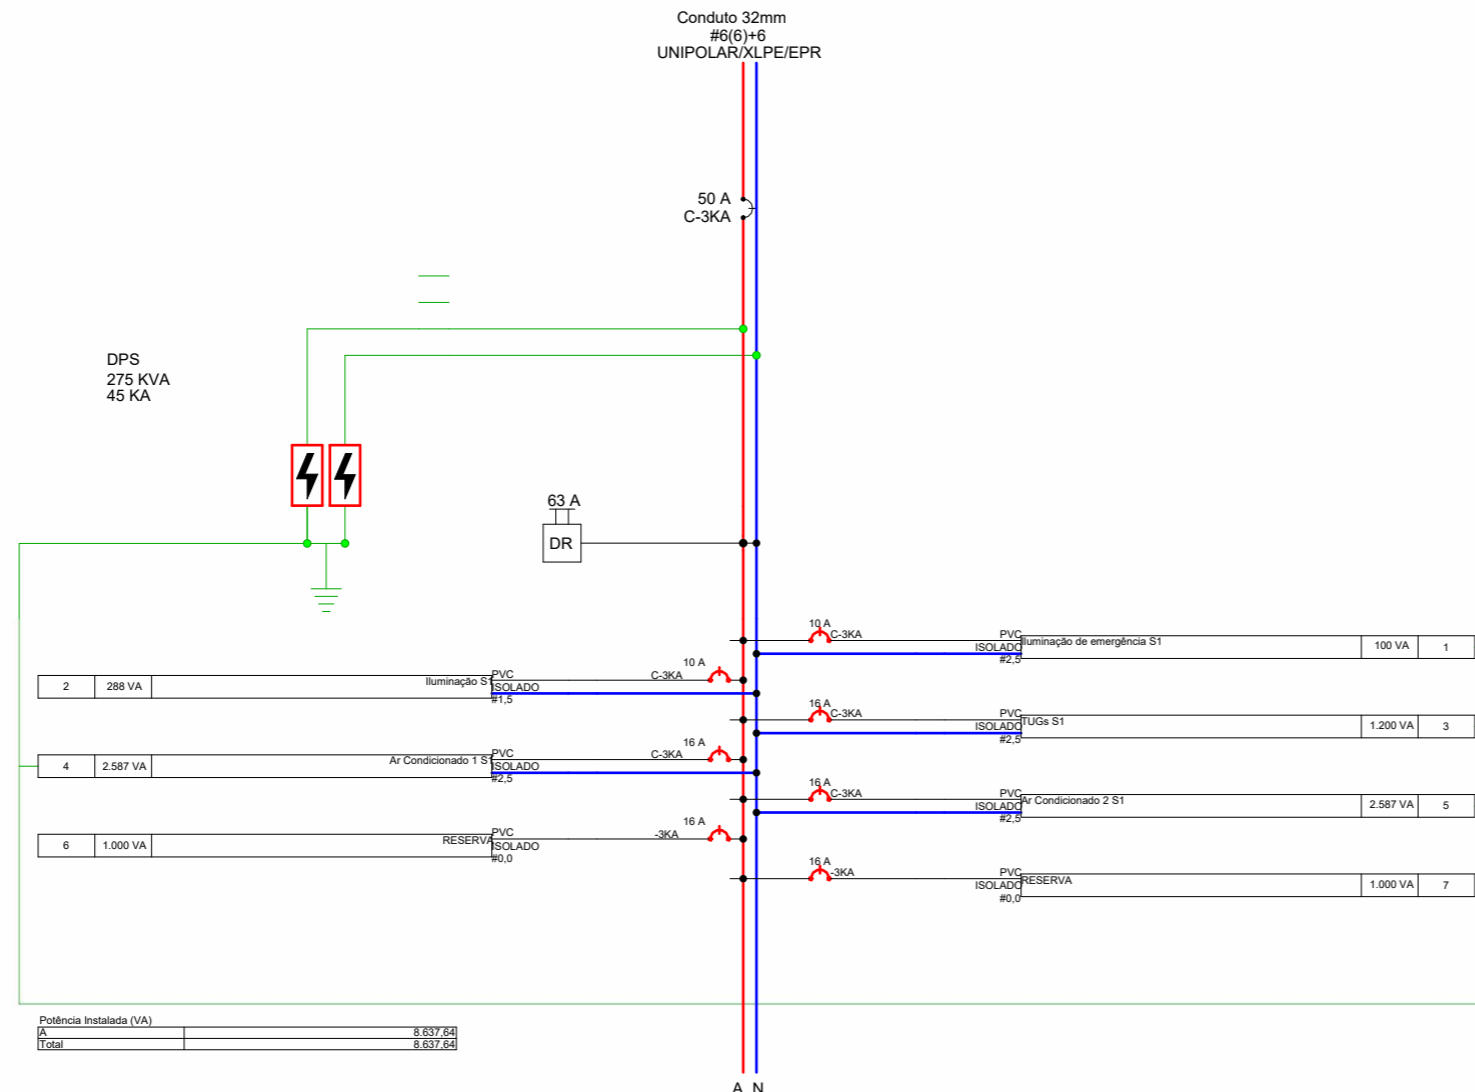 Conduto 32mm
#6(6)+6
UNIPOLAR/XLPE/EPR
50 A
C-3KA
DPS
275 KVA
45 KA
63 A
DR
10 A
C-3KA
PVC
ISOLADO
#2,5
Iluminação de emergência S1
100 VA
1
2
288 VA
Iluminação S1
PVC
ISOLADO
#1,5
C-3KA
10 A
16 A
C-3KA
PVC
ISOLADO
#2,5
TUGs S1
1.200 VA
3
4
2.587 VA
Ar Condicionado 1 S1
PVC
ISOLADO
#2,5
C-3KA
16 A
16 A
C-3KA
PVC
ISOLADO
#2,5
Ar Condicionado 2 S1
2.587 VA
5
6
1.000 VA
RESERVA
PVC
ISOLADO
#0,0
-3KA
16 A
16 A
-3KA
PVC
ISOLADO
#0,0
RESERVA
1.000 VA
7
Potência Instalada (VA)
A 8.637,64
Total 8.637,64
A N